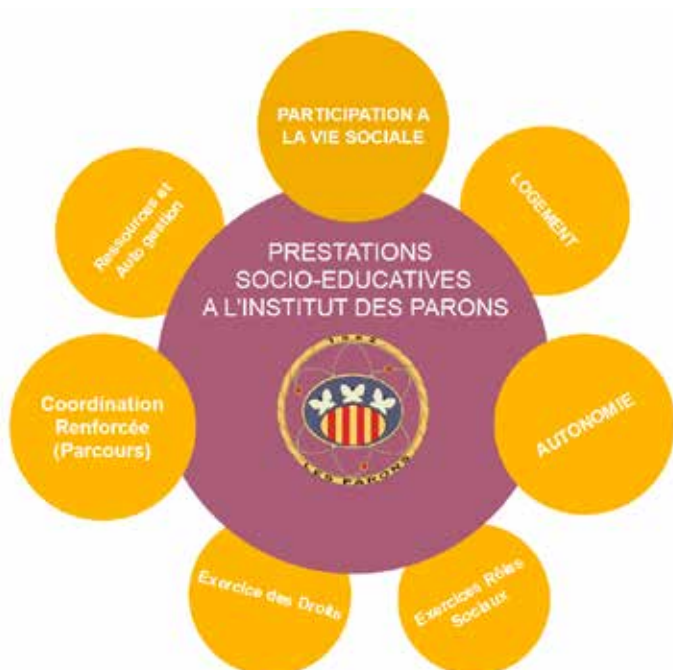 PARTICIPATION A
LA VIE SOCIALE
LOGEMENT
AUTONOMIE
Exercices Rôles
Sociaux
Exercice des Droits
Coordination
Renforcée
(Parcours)
Ressources et
Auto gestion
PRESTATIONS
SOCIO-EDUCATIVES
A L'INSTITUT DES PARONS
1962
LES PARONS